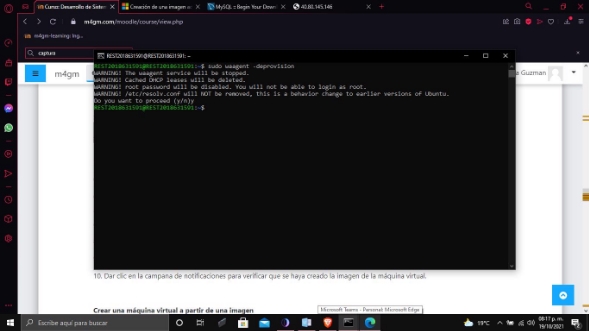 Curso: Desarrollo de Sistem
Creación de una imagen de
MySQL :: Begin Your Down
40.80.145.146
m4gm.com/moodle/course/view.php
m4gm-learning: Ing...
captura
m4gm
Guzman
REST2018631591@REST2018631591: ~
REST2018631591@REST2018631591:~$ sudo waagent -deprovision
WARNING! The waagent service will be stopped.
WARNING! Cached DHCP leases will be deleted.
WARNING! root password will be disabled. You will not be able to login as root.
WARNING! /etc/resolv.conf will NOT be removed, this is a behavior change to earlier versions of Ubuntu.
Do you want to proceed (y/n)y
REST2018631591@REST2018631591:~$
10. Dar clic en la campana de notificaciones para verificar que se haya creado la imagen de la máquina virtual.
Crear una máquina virtual a partir de una imagen
Microsoft Teams - Personal: Microsoft Edge
Escribe aquí para buscar
19°C
08:17 p. m.
19/10/2021